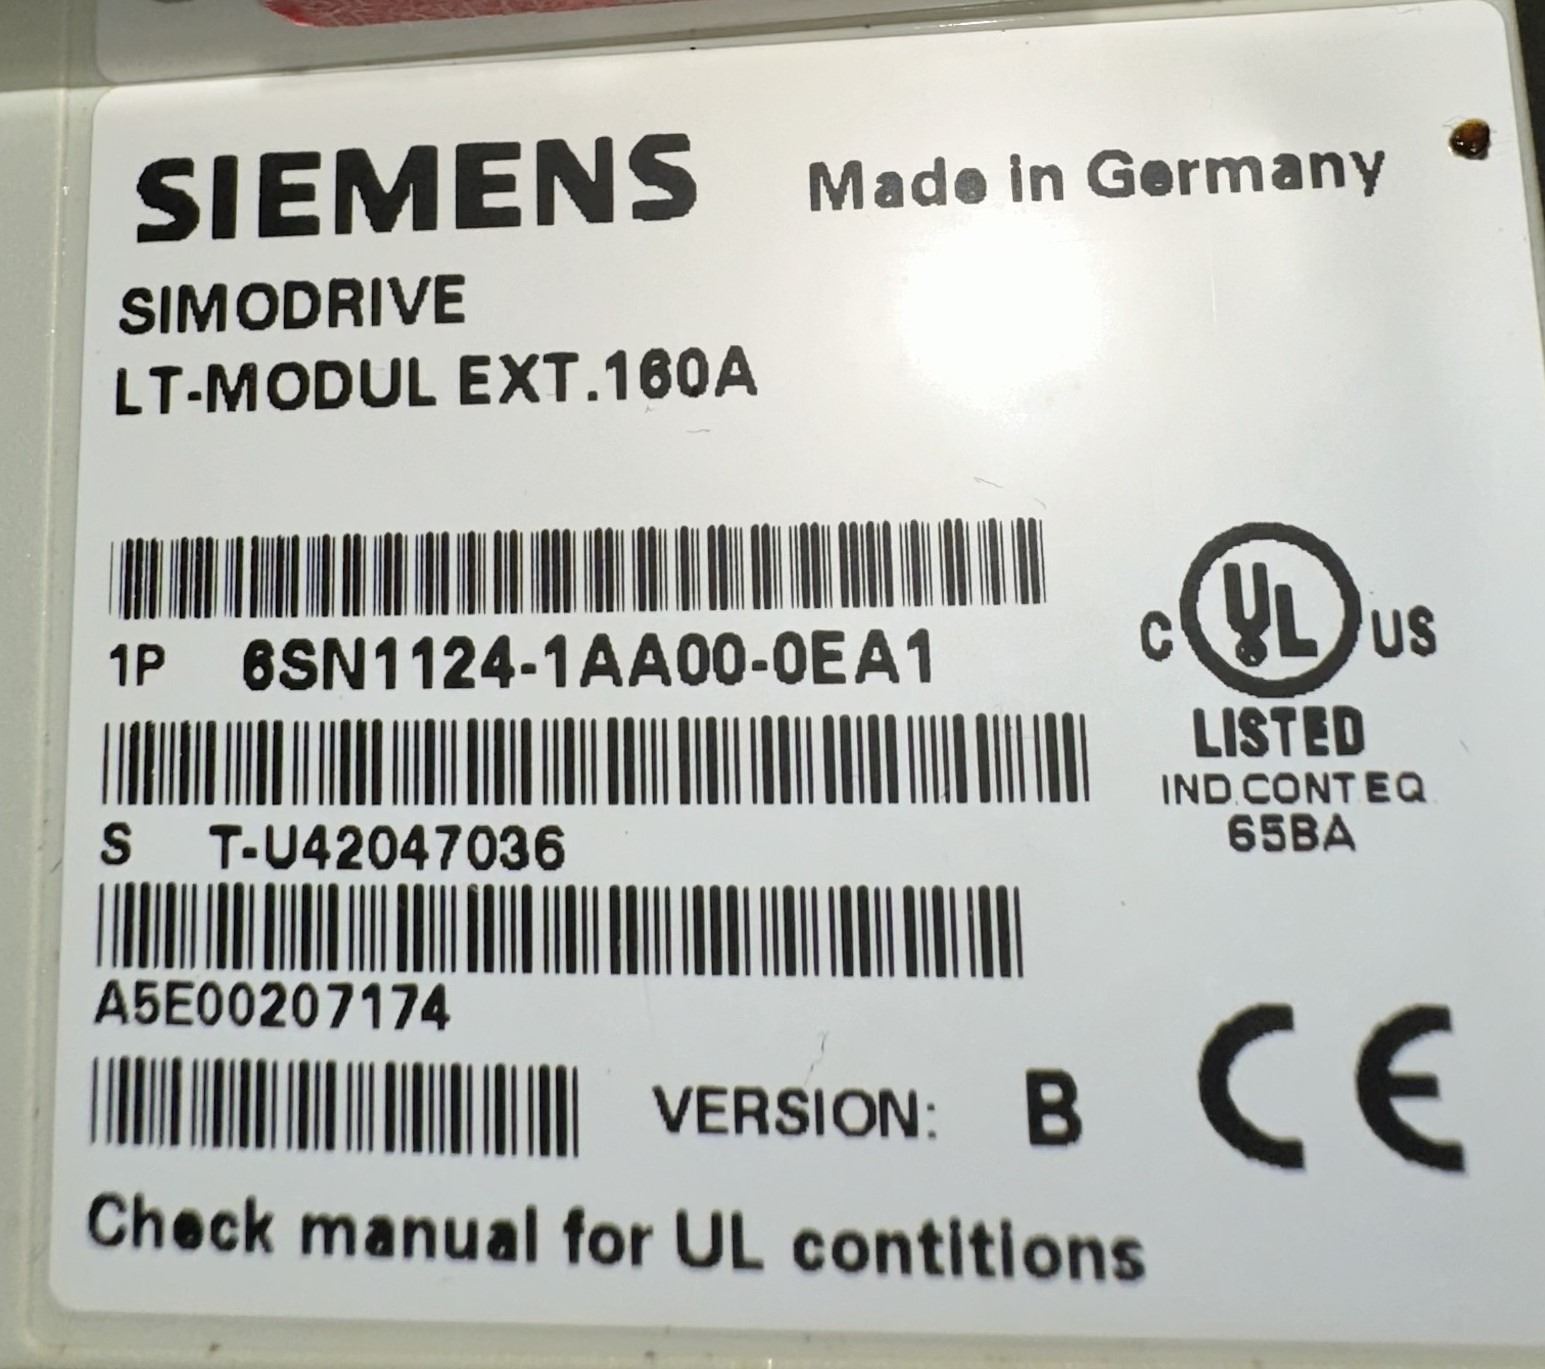 SIEMENS Made in Germany
SIMODRIVE
LT-MODUL EXT.160A
1P 6SN1124-1AA00-0EA1
C UL US
LISTED
IND.CONT.EQ
65BA
S T-U42047036
A5E00207174
VERSION: B
CE
Check manual for UL contitions